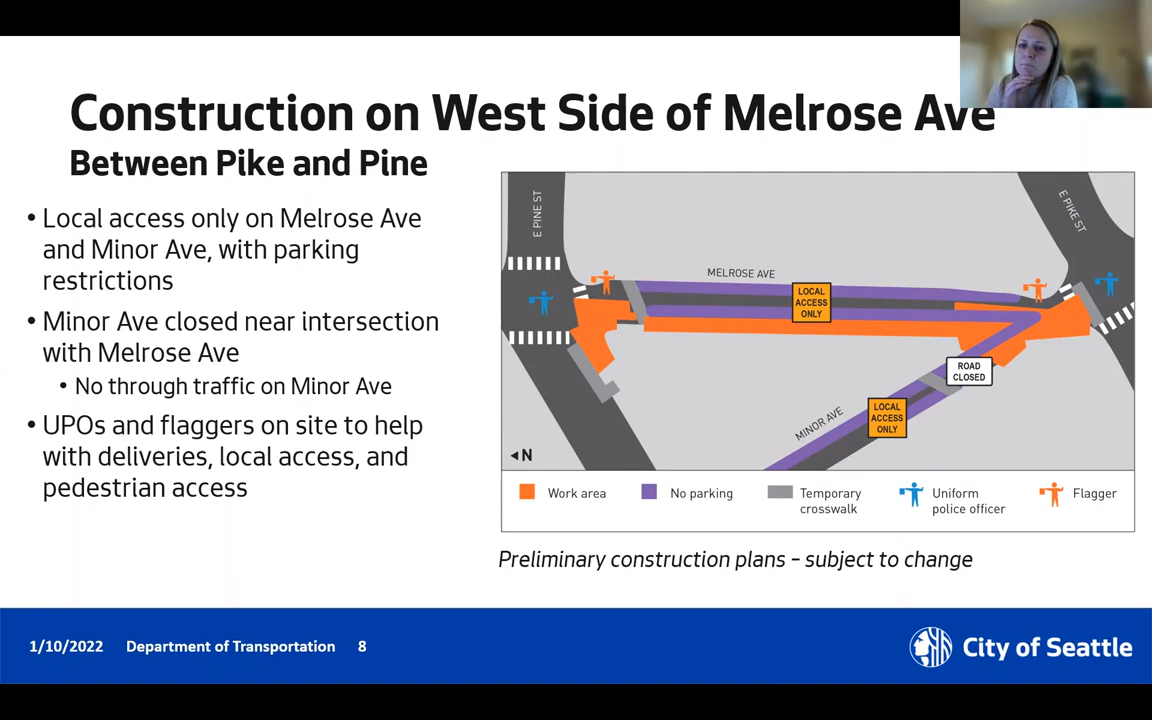 Construction on West Side of Melrose Ave
Between Pike and Pine
• Local access only on Melrose Ave
and Minor Ave, with parking
restrictions
• Minor Ave closed near intersection
with Melrose Ave
• No through traffic on Minor Ave
• UPOs and flaggers on site to help
with deliveries, local access, and
pedestrian access
E PINE ST
E PIKE ST
MELROSE AVE
LOCAL
ACCESS
ONLY
ROAD
CLOSED
MINOR AVE
LOCAL
ACCESS
ONLY
N
Work area
No parking
Temporary
crosswalk
Uniform
police officer
Flagger
Preliminary construction plans – subject to change
1/10/2022 Department of Transportation 8
City of Seattle